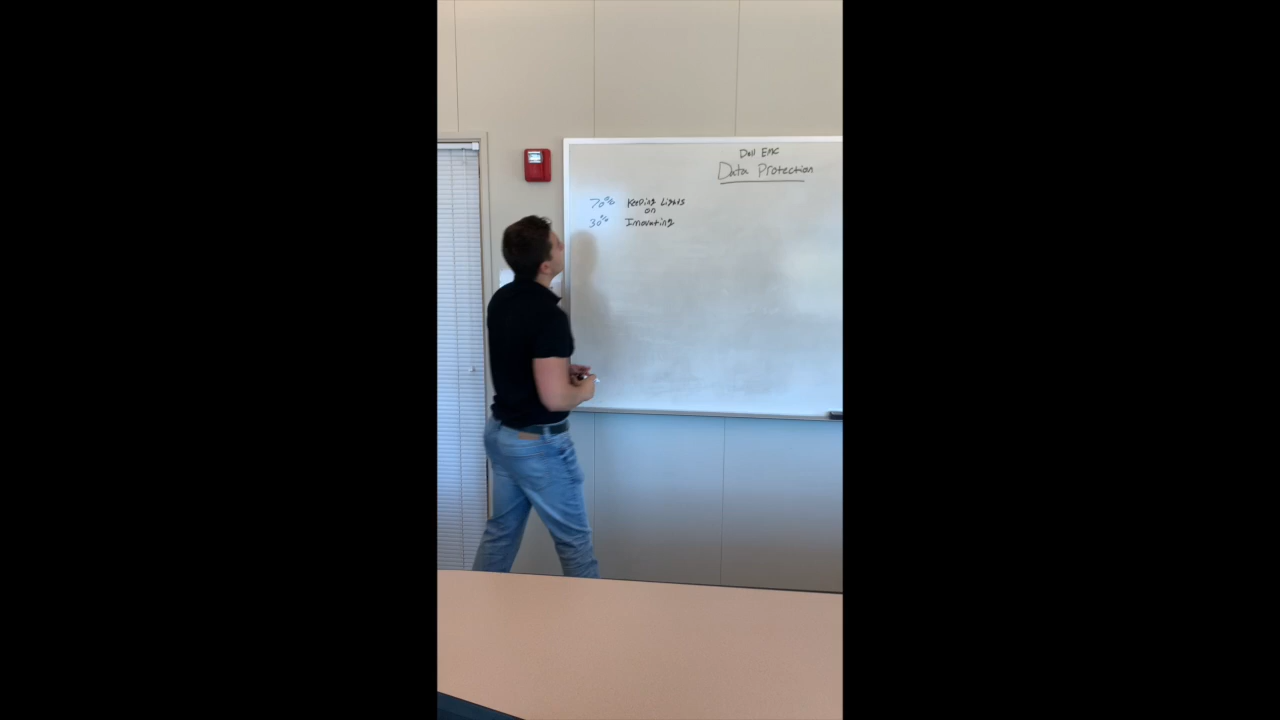 Dell EMC
Data Protection
70% Keeping Lights
on
30% Innovating